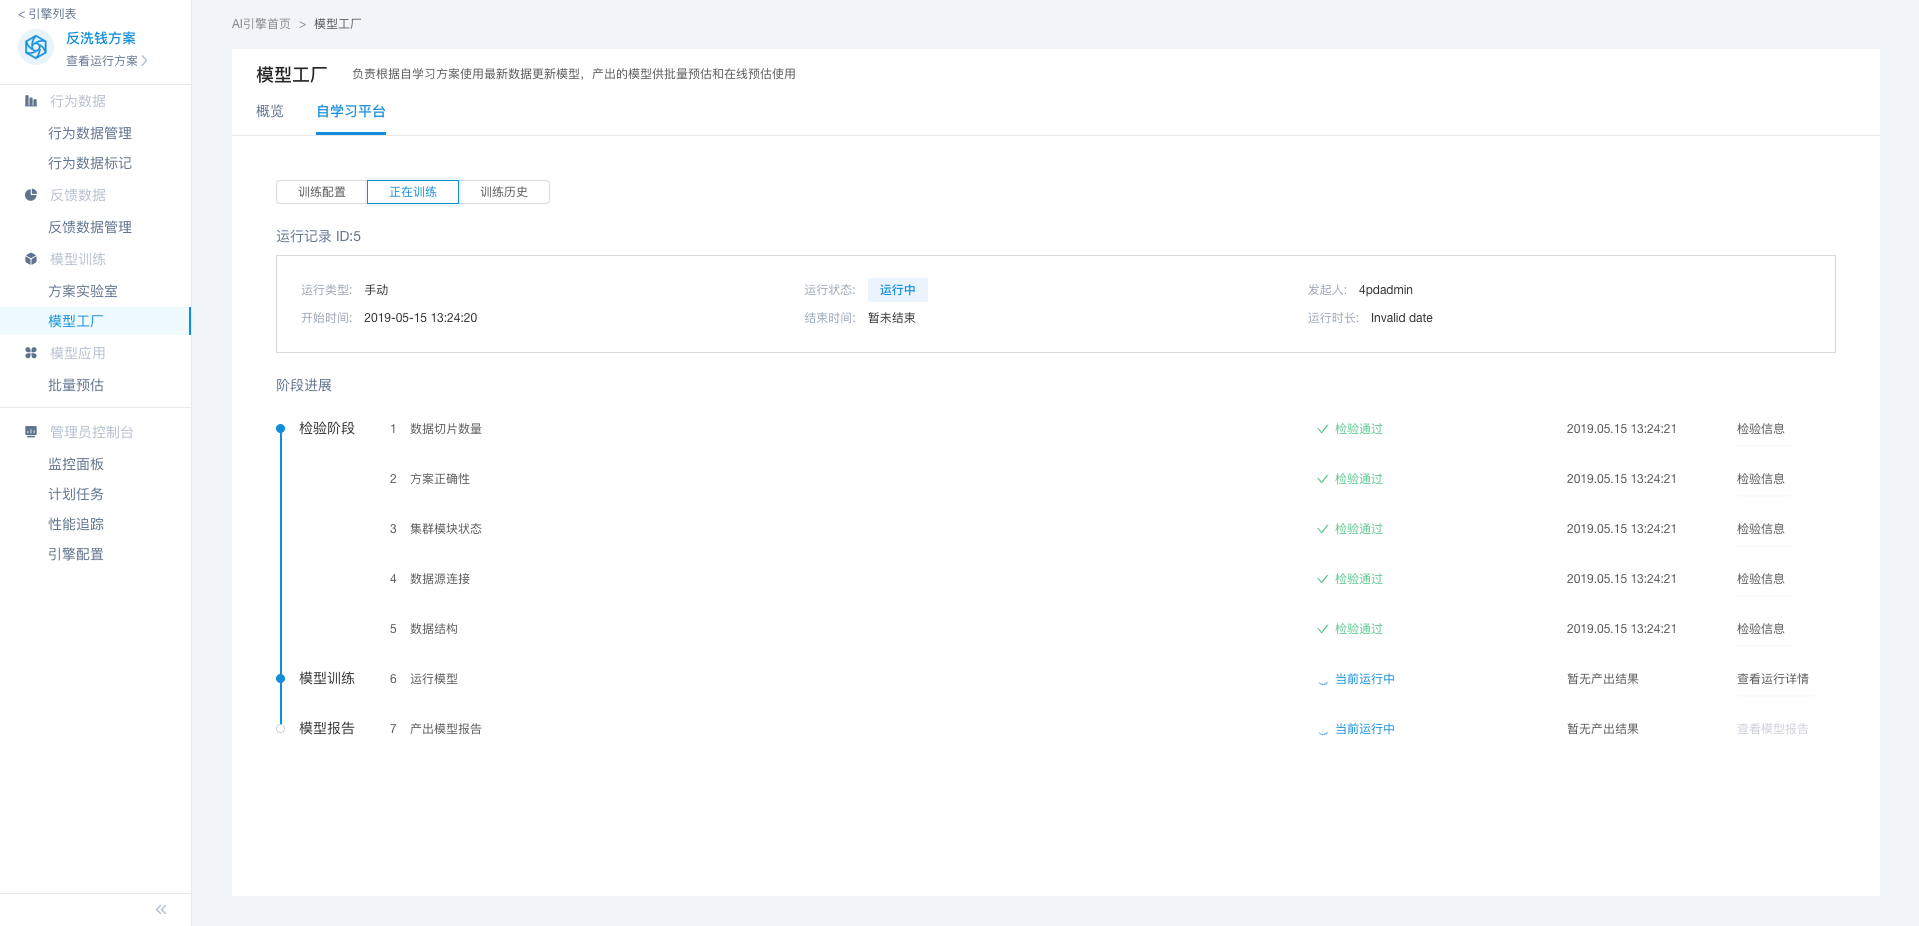 < 引擎列表
反洗钱方案
查看运行方案 >
行为数据
行为数据管理
行为数据标记
反馈数据
反馈数据管理
模型训练
方案实验室
模型工厂
模型应用
批量预估
管理员控制台
监控面板
计划任务
性能追踪
引擎配置
AI引擎首页 > 模型工厂
模型工厂 负责根据自学习方案使用最新数据更新模型，产出的模型供批量预估和在线预估使用
概览 自学习平台
训练配置 正在训练 训练历史
运行记录 ID:5
运行类型: 手动 运行状态: 运行中 发起人: 4pdadmin
开始时间: 2019-05-15 13:24:20 结束时间: 暂未结束 运行时长: Invalid date
阶段进展
检验阶段 1 数据切片数量 检验通过 2019.05.15 13:24:21 检验信息
2 方案正确性 检验通过 2019.05.15 13:24:21 检验信息
3 集群模块状态 检验通过 2019.05.15 13:24:21 检验信息
4 数据源连接 检验通过 2019.05.15 13:24:21 检验信息
5 数据结构 检验通过 2019.05.15 13:24:21 检验信息
模型训练 6 运行模型 当前运行中 暂无产出结果 查看运行详情
模型报告 7 产出模型报告 当前运行中 暂无产出结果 查看模型报告